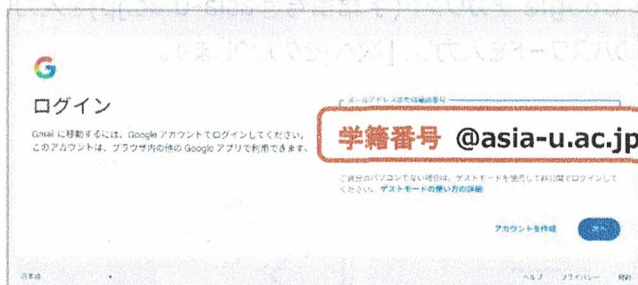 ログイン
Gmail に移動するには、Google アカウントでログインしてください。
このアカウントは、ブラウザ内の他の Google アプリで利用できます。
メールアドレスまたは電話番号
学籍番号 @asia-u.ac.jp
ご自分のパソコンでない場合は、ゲストモードを使用して非公開でログインして
ください。ゲストモードの使い方の詳細
アカウントを作成
次へ
日本語
ヘルプ プライバシー 規約